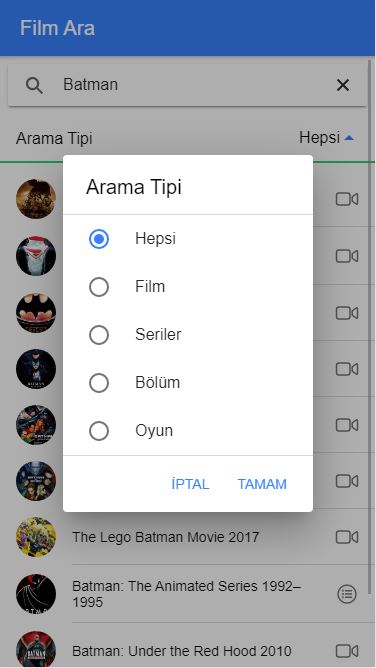 Film Ara
Batman
Arama Tipi
Hepsi
Arama Tipi
Hepsi
Film
Seriler
Bölüm
Oyun
İPTAL TAMAM
The Lego Batman Movie 2017
Batman: The Animated Series 1992–
1995
Batman: Under the Red Hood 2010